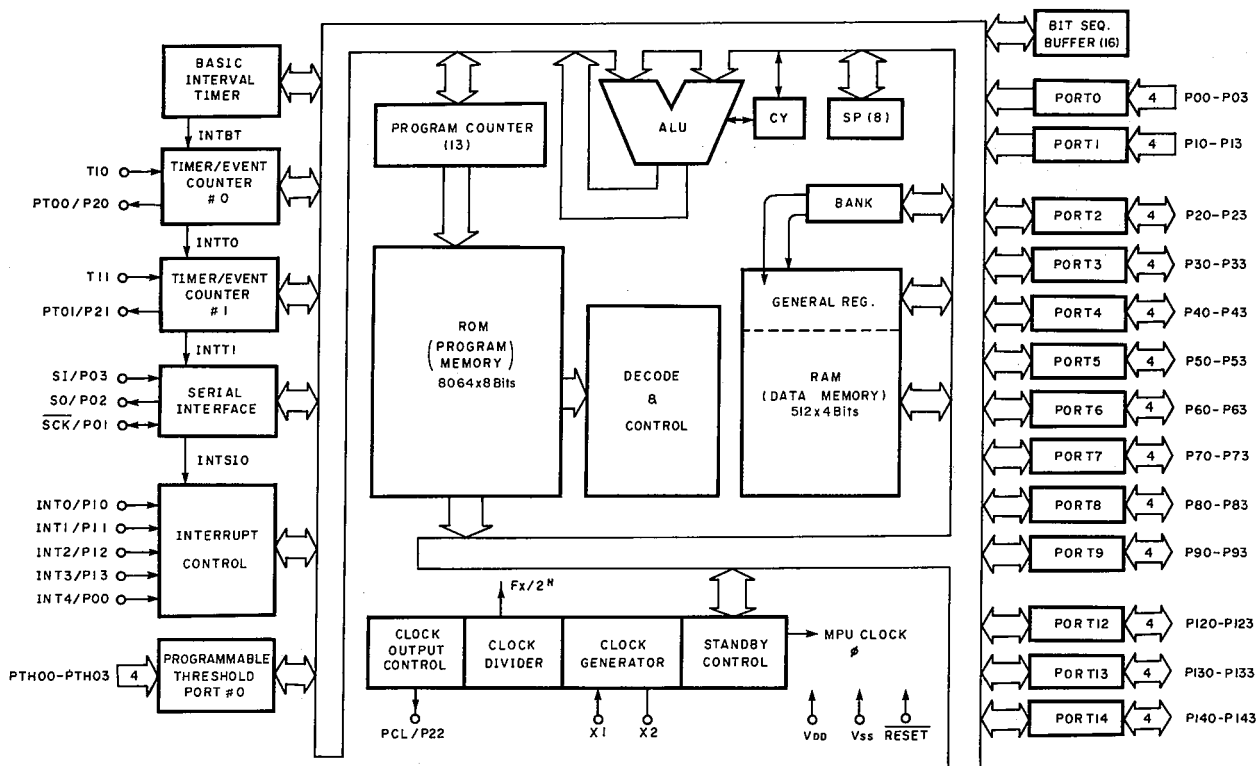 BASIC
INTERVAL
TIMER
INTBT
TI0
PT00/P20
TIMER/EVENT
COUNTER
#0
INTT0
TI1
PT01/P21
TIMER/EVENT
COUNTER
#1
INTT1
SI/P03
SO/P02
SCK/P01
SERIAL
INTERFACE
INTSIO
INT0/P10
INT1/P11
INT2/P12
INT3/P13
INT4/P00
INTERRUPT
CONTROL
PTH00-PTH03
4
PROGRAMMABLE
THRESHOLD
PORT #0
PROGRAM COUNTER
(13)
ALU
CY
SP (8)
BANK
ROM
(PROGRAM
MEMORY)
8064x8Bits
DECODE
&
CONTROL
GENERAL REG.
RAM
(DATA MEMORY)
512x4Bits
Fx/2^N
CLOCK
OUTPUT
CONTROL
CLOCK
DIVIDER
CLOCK
GENERATOR
STANDBY
CONTROL
MPU CLOCK
ϕ
PCL/P22
X1
X2
VDD
VSS
RESET
BIT SEQ.
BUFFER (16)
PORT0 4 P00-P03
PORT1 4 P10-P13
PORT2 4 P20-P23
PORT3 4 P30-P33
PORT4 4 P40-P43
PORT5 4 P50-P53
PORT6 4 P60-P63
PORT7 4 P70-P73
PORT8 4 P80-P83
PORT9 4 P90-P93
PORT12 4 P120-P123
PORT13 4 P130-P133
PORT14 4 P140-P143